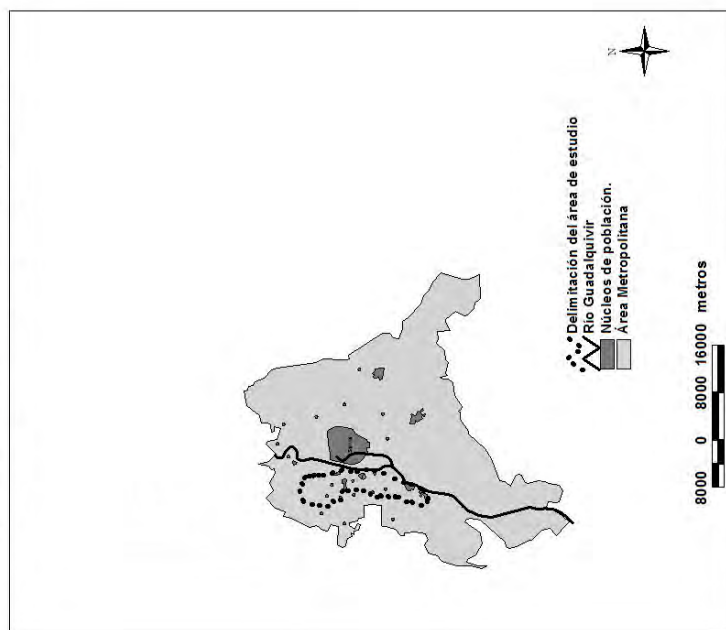 N
Delimitación del área de estudio
Río Guadalquivir
Núcleos de población.
Área Metropolitana
8000 0 8000 16000 metros